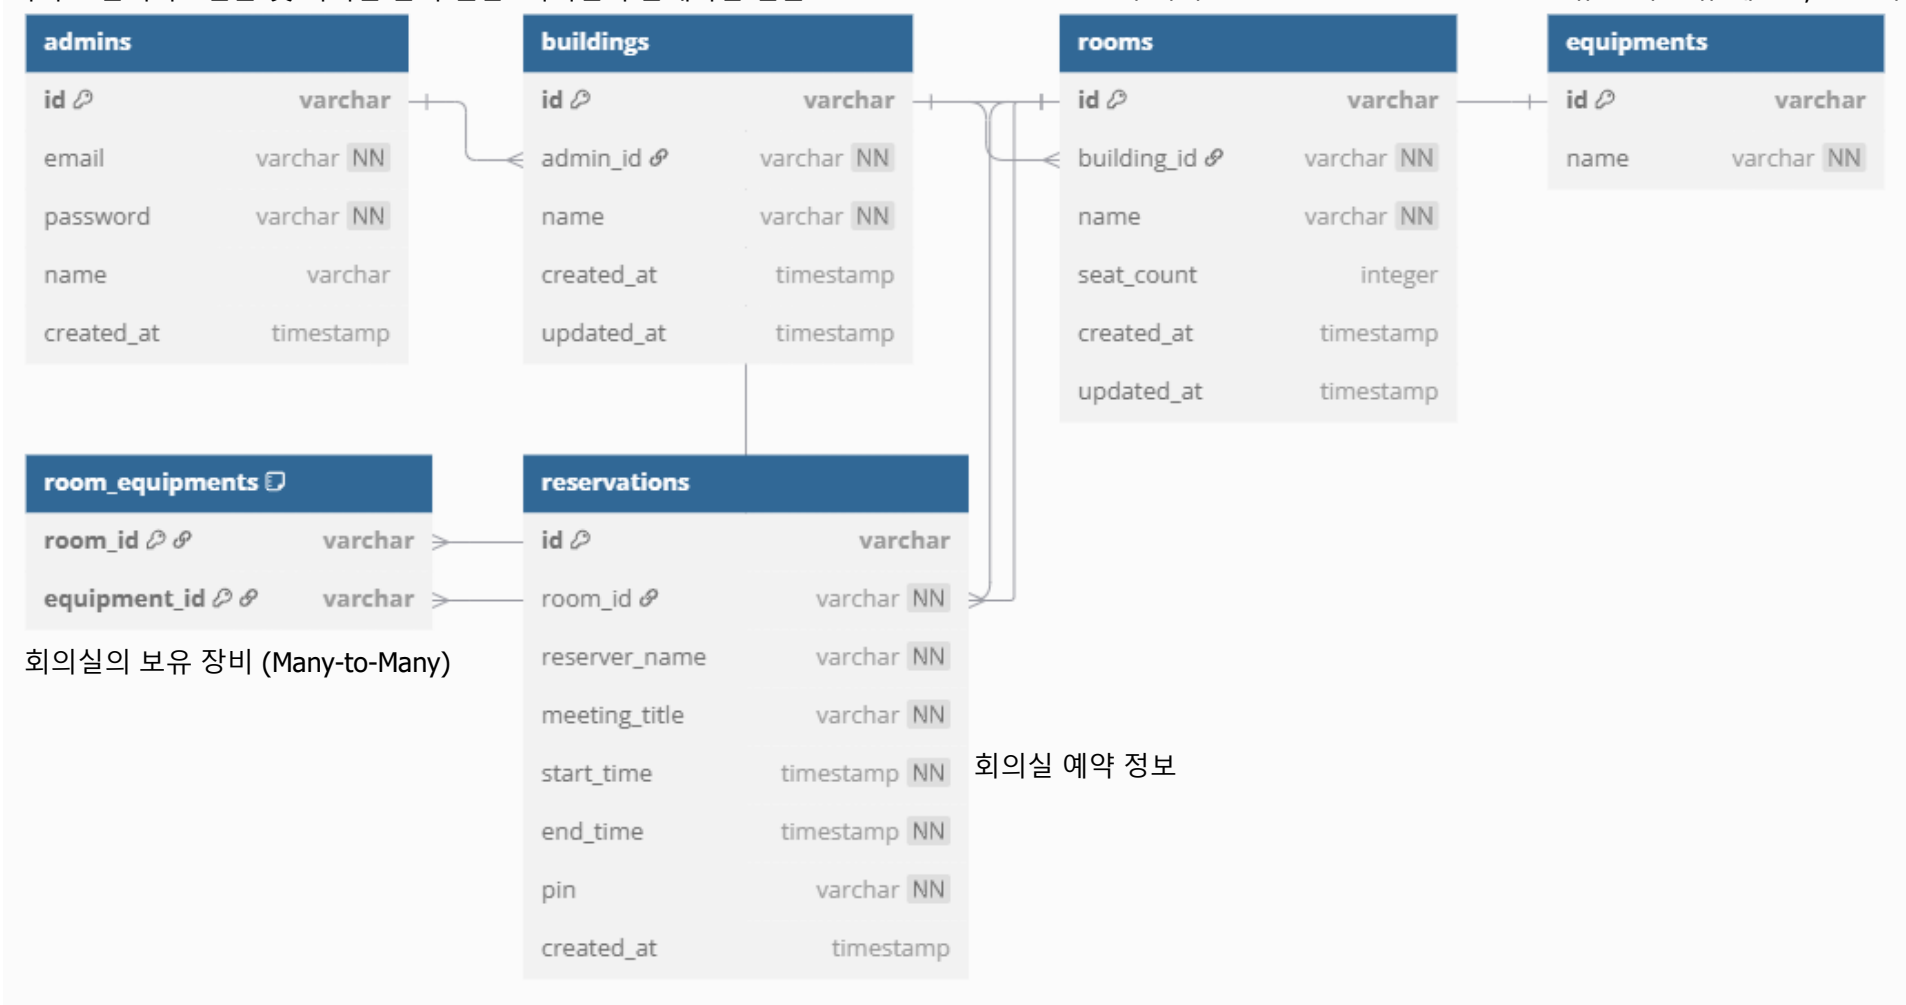 admins
id varchar
email varchar NN
password varchar NN
name varchar
created_at timestamp
buildings
id varchar
admin_id varchar NN
name varchar NN
created_at timestamp
updated_at timestamp
rooms
id varchar
building_id varchar NN
name varchar NN
seat_count integer
created_at timestamp
updated_at timestamp
equipments
id varchar
name varchar NN
room_equipments
room_id varchar
equipment_id varchar
회의실의 보유 장비 (Many-to-Many)
reservations
id varchar
room_id varchar NN
reserver_name varchar NN
meeting_title varchar NN
start_time timestamp NN
end_time timestamp NN
pin varchar NN
created_at timestamp
회의실 예약 정보